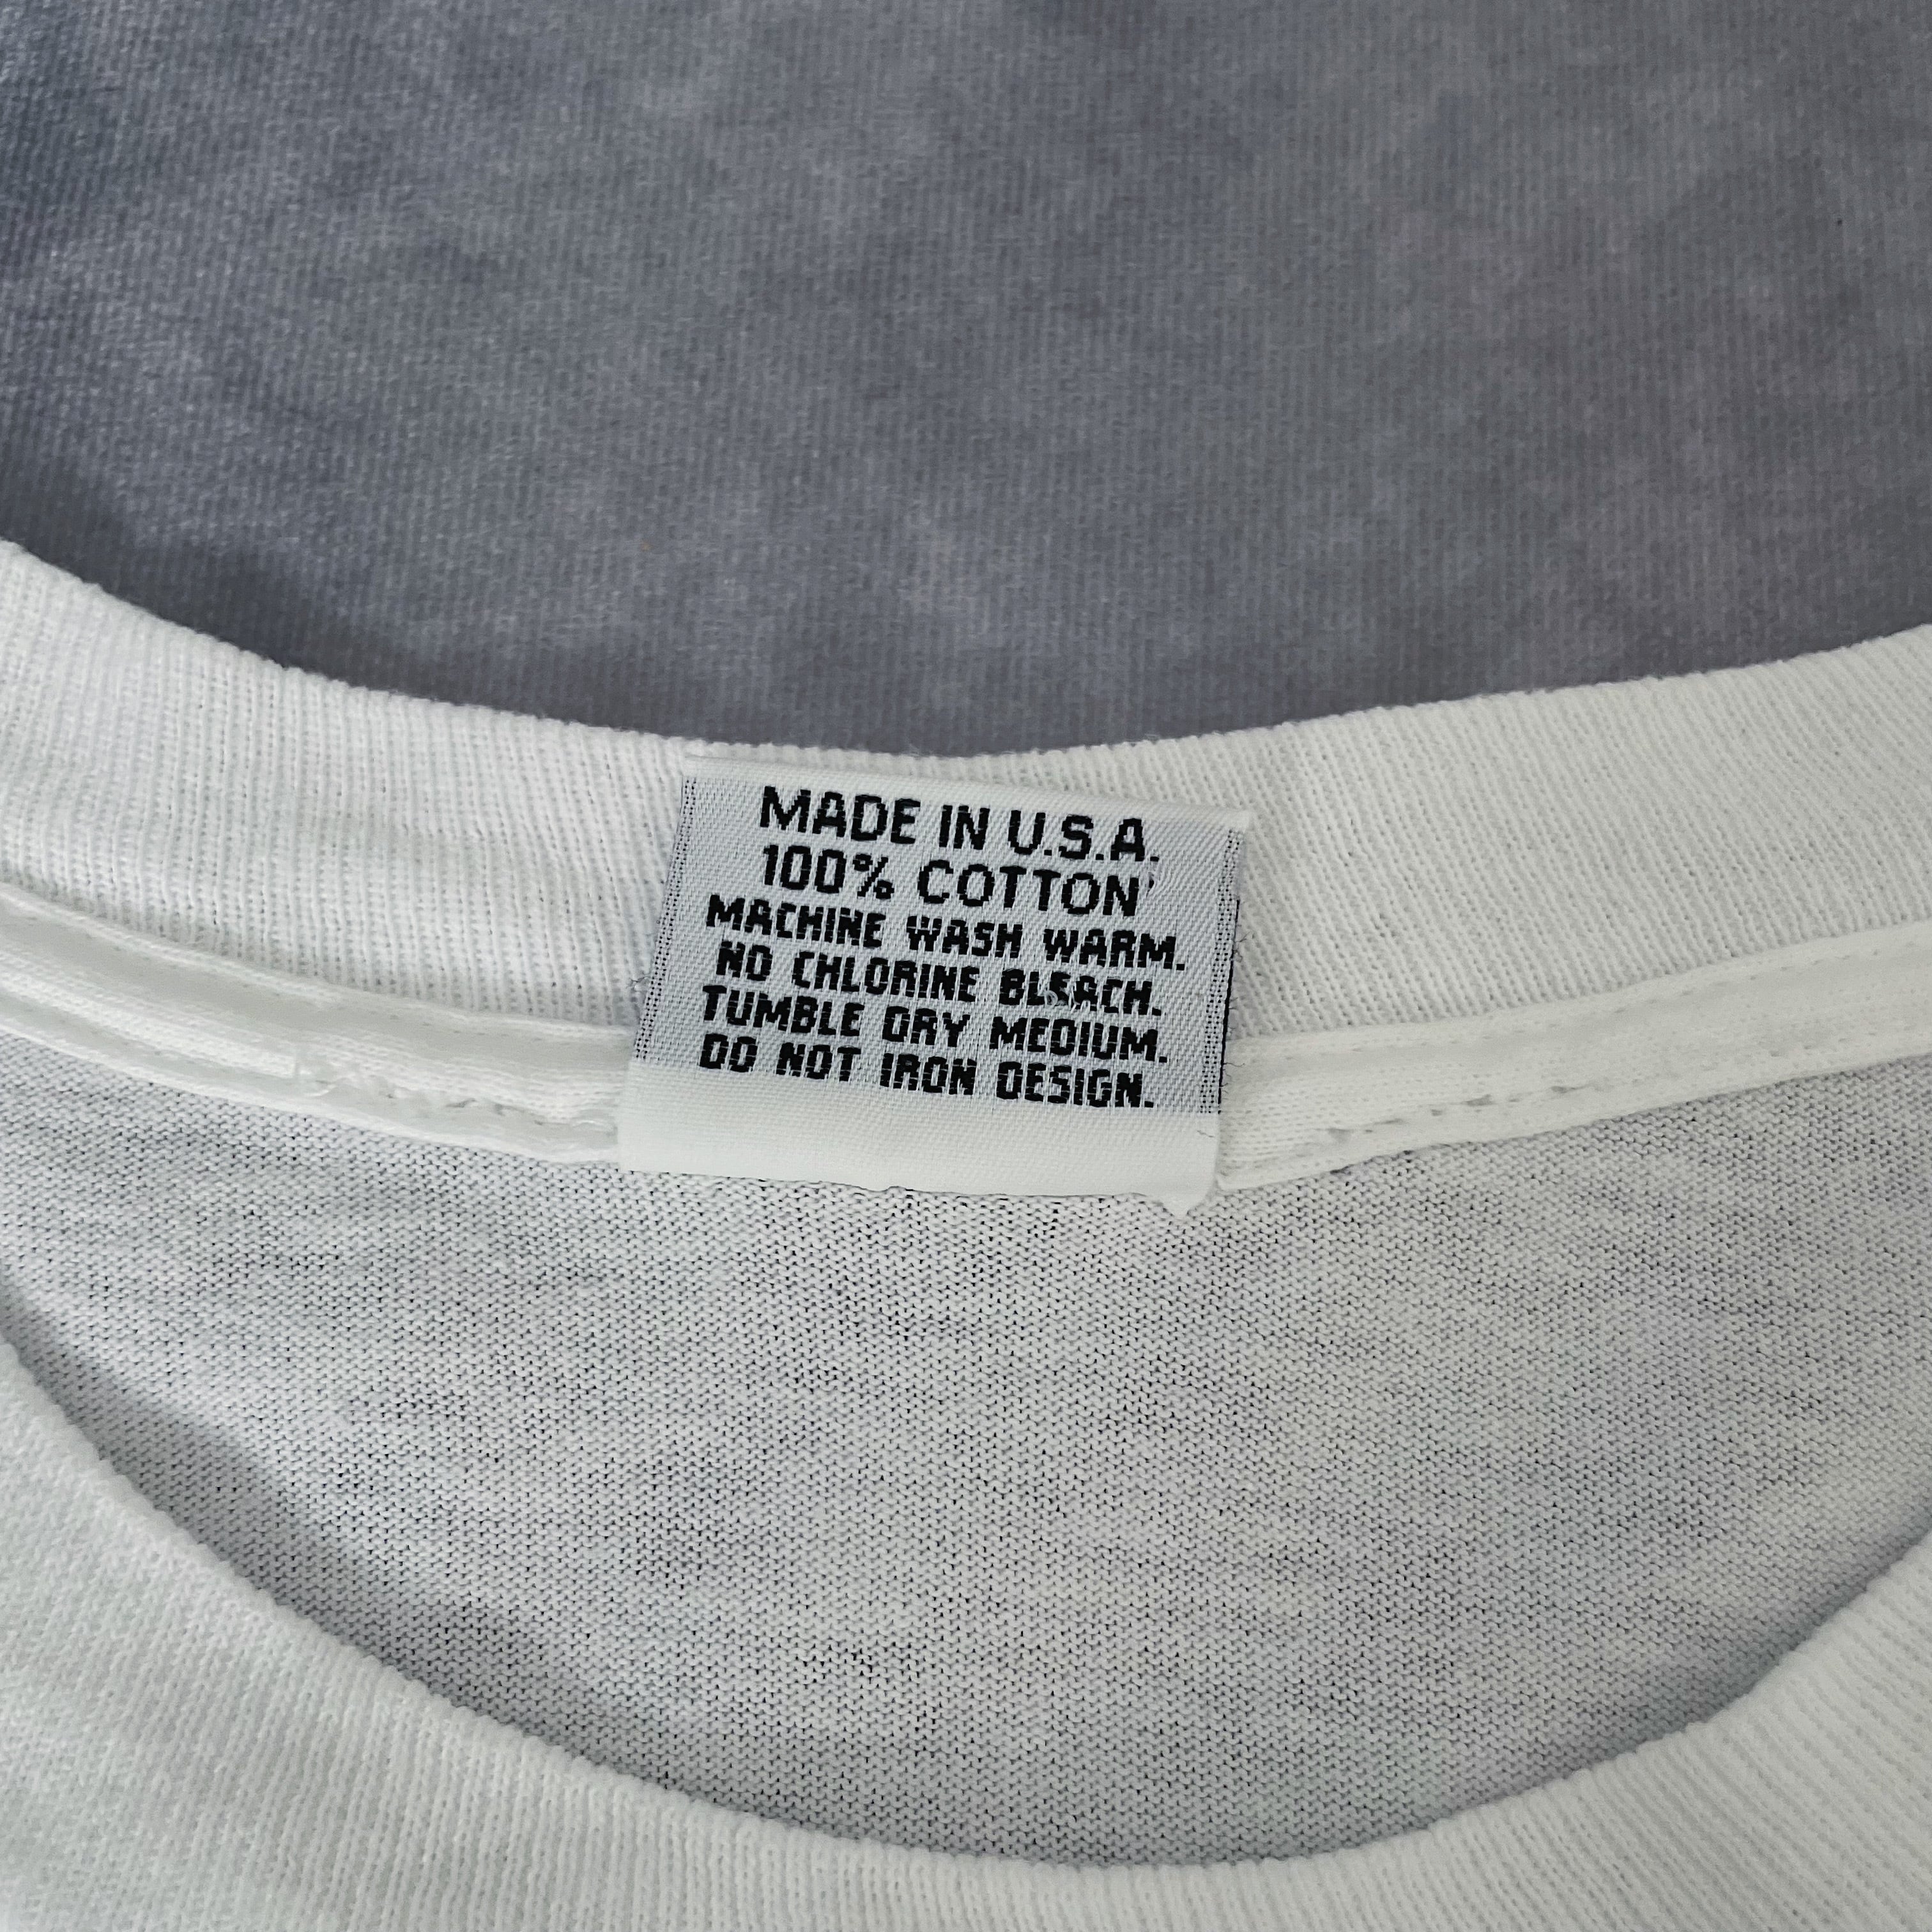 MADE IN U.S.A.
100% COTTON
MACHINE WASH WARM.
NO CHLORINE BLEACH.
TUMBLE DRY MEDIUM.
DO NOT IRON DESIGN.